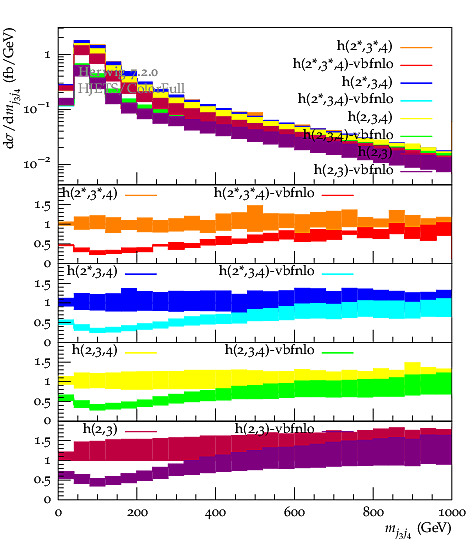 h(2*,3*,4)
h(2*,3*,4)-vbfnlo
h(2*,3,4)
h(2*,3,4)-vbfnlo
h(2,3,4)
h(2,3,4)-vbfnlo
h(2,3)
h(2,3)-vbfnlo
Herwig 7.2.0
HJETS/ColorFull
dσ/dm_{j3j4} (fb/GeV)
1
10^{-1}
10^{-2}
h(2*,3*,4) h(2*,3*,4)-vbfnlo
1.5
1
0.5
0
h(2*,3,4) h(2*,3,4)-vbfnlo
1.5
1
0.5
0
h(2,3,4) h(2,3,4)-vbfnlo
1.5
1
0.5
0
h(2,3) h(2,3)-vbfnlo
1.5
1
0.5
0
0 200 400 600 800 1000
m_{j3j4} (GeV)